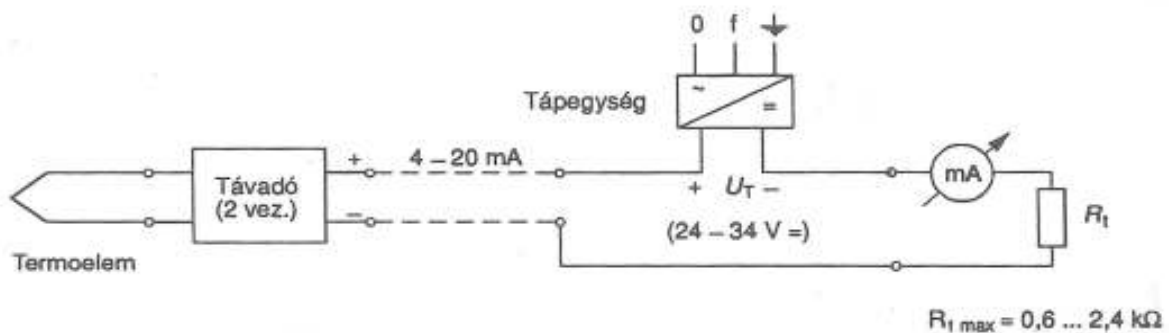 0 f
Tápegység
~
=
+ 4 – 20 mA
Távadó
(2 vez.)
–
+ U_T –
(24 – 34 V =)
mA
R_t
Termoelem
R_t max = 0,6 ... 2,4 kΩ